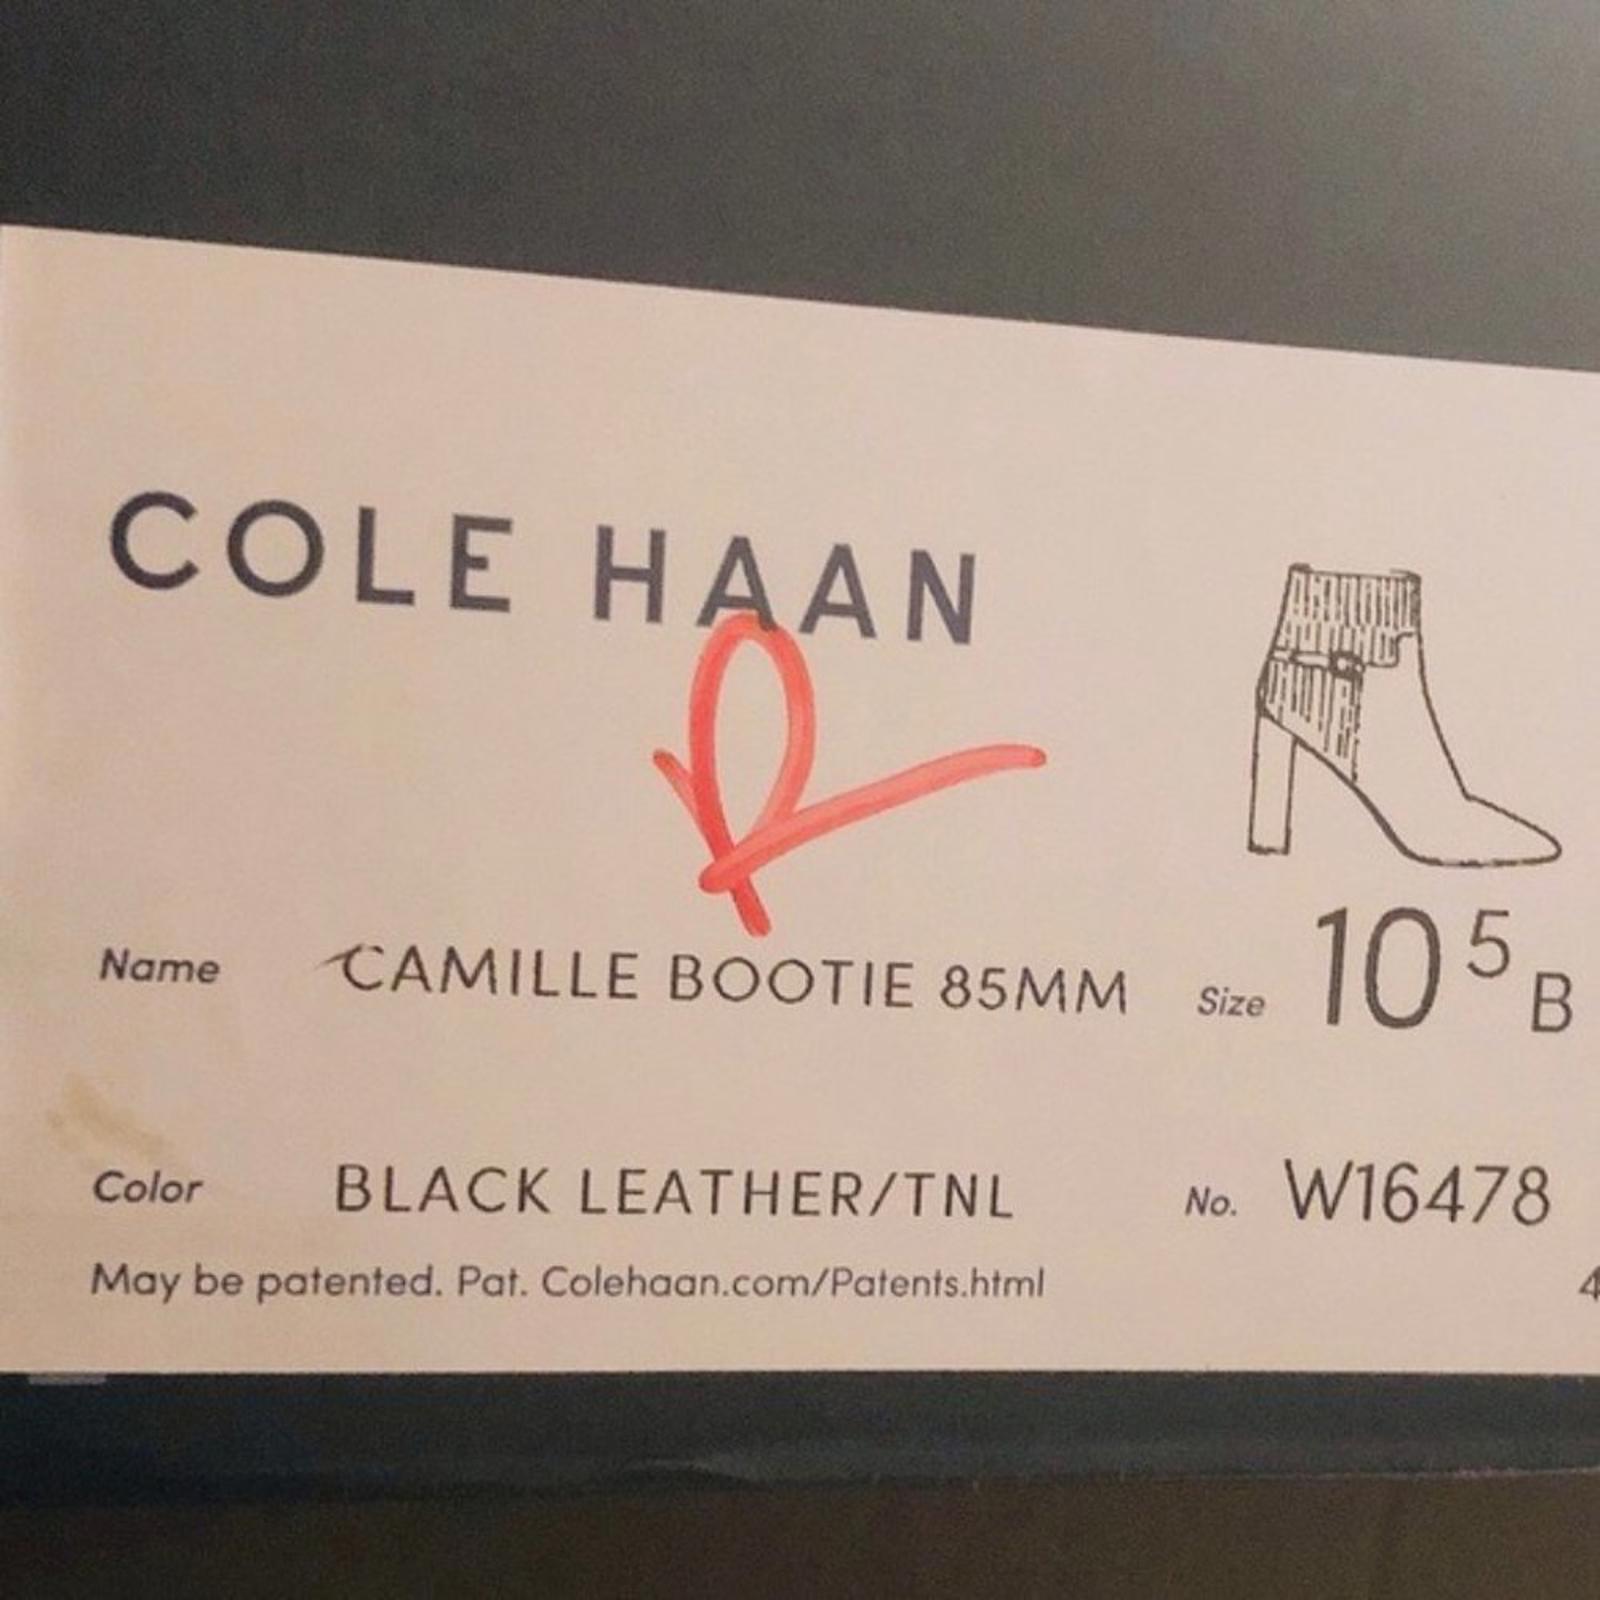 COLE HAAN
Name CAMILLE BOOTIE 85MM Size 10 5 B
Color BLACK LEATHER/TNL No. W16478
May be patented. Pat. Colehaan.com/Patents.html